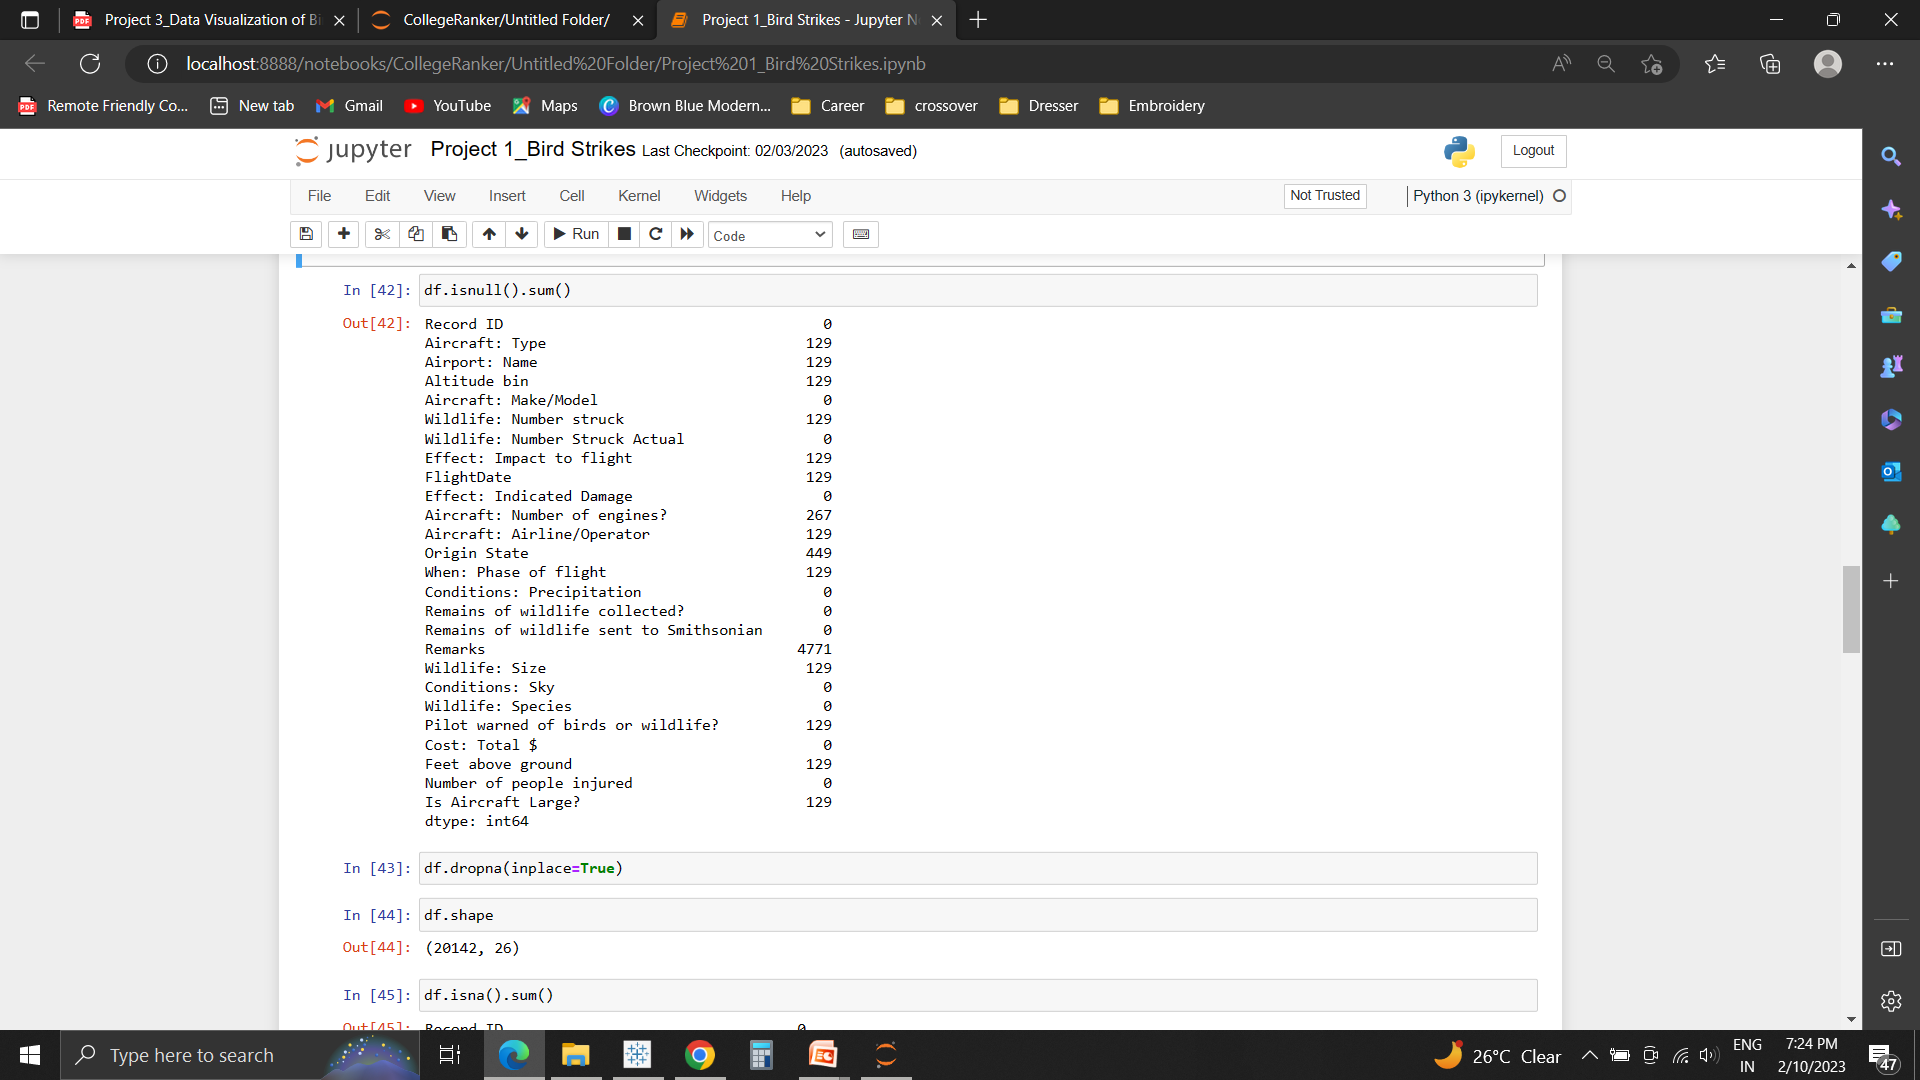 Project 3_Data Visualization of Bi
CollegeRanker/Untitled Folder/
Project 1_Bird Strikes - Jupyter N
localhost:8888/notebooks/CollegeRanker/Untitled%20Folder/Project%201_Bird%20Strikes.ipynb
Remote Friendly Co... New tab Gmail YouTube Maps Brown Blue Modern... Career crossover Dresser Embroidery
jupyter Project 1_Bird Strikes Last Checkpoint: 02/03/2023 (autosaved) Logout
File Edit View Insert Cell Kernel Widgets Help Not Trusted Python 3 (ipykernel)
Run Code
In [42]: df.isnull().sum()
Out[42]: Record ID 0
Aircraft: Type 129
Airport: Name 129
Altitude bin 129
Aircraft: Make/Model 0
Wildlife: Number struck 129
Wildlife: Number Struck Actual 0
Effect: Impact to flight 129
FlightDate 129
Effect: Indicated Damage 0
Aircraft: Number of engines? 267
Aircraft: Airline/Operator 129
Origin State 449
When: Phase of flight 129
Conditions: Precipitation 0
Remains of wildlife collected? 0
Remains of wildlife sent to Smithsonian 0
Remarks 4771
Wildlife: Size 129
Conditions: Sky 0
Wildlife: Species 0
Pilot warned of birds or wildlife? 129
Cost: Total $ 0
Feet above ground 129
Number of people injured 0
Is Aircraft Large? 129
dtype: int64
In [43]: df.dropna(inplace=True)
In [44]: df.shape
Out[44]: (20142, 26)
In [45]: df.isna().sum()
Out[45]: Record ID 0
Type here to search
26°C Clear
ENG
IN
7:24 PM
2/10/2023
47